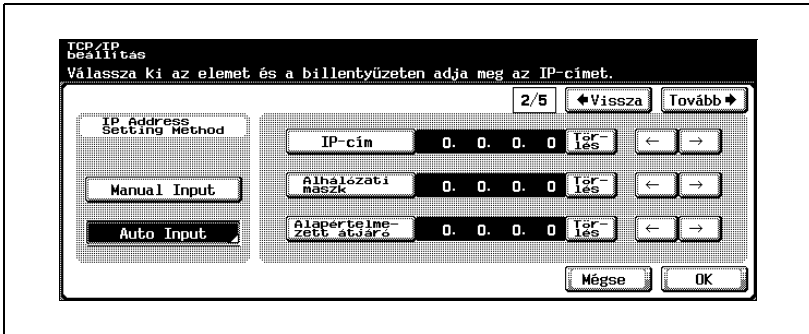 TCP/IP
beállítás
Válassza ki az elemet és a billentyűzeten adja meg az IP-címet.
2/5 ←Vissza Tovább→
IP Address
Setting Method
Manual Input
Auto Input
IP-cím 0. 0. 0. 0 Tör-
lés ← →
Alhálózati
maszk 0. 0. 0. 0 Tör-
lés ← →
Alapértelme-
zett átjáró 0. 0. 0. 0 Tör-
lés ← →
Mégse OK